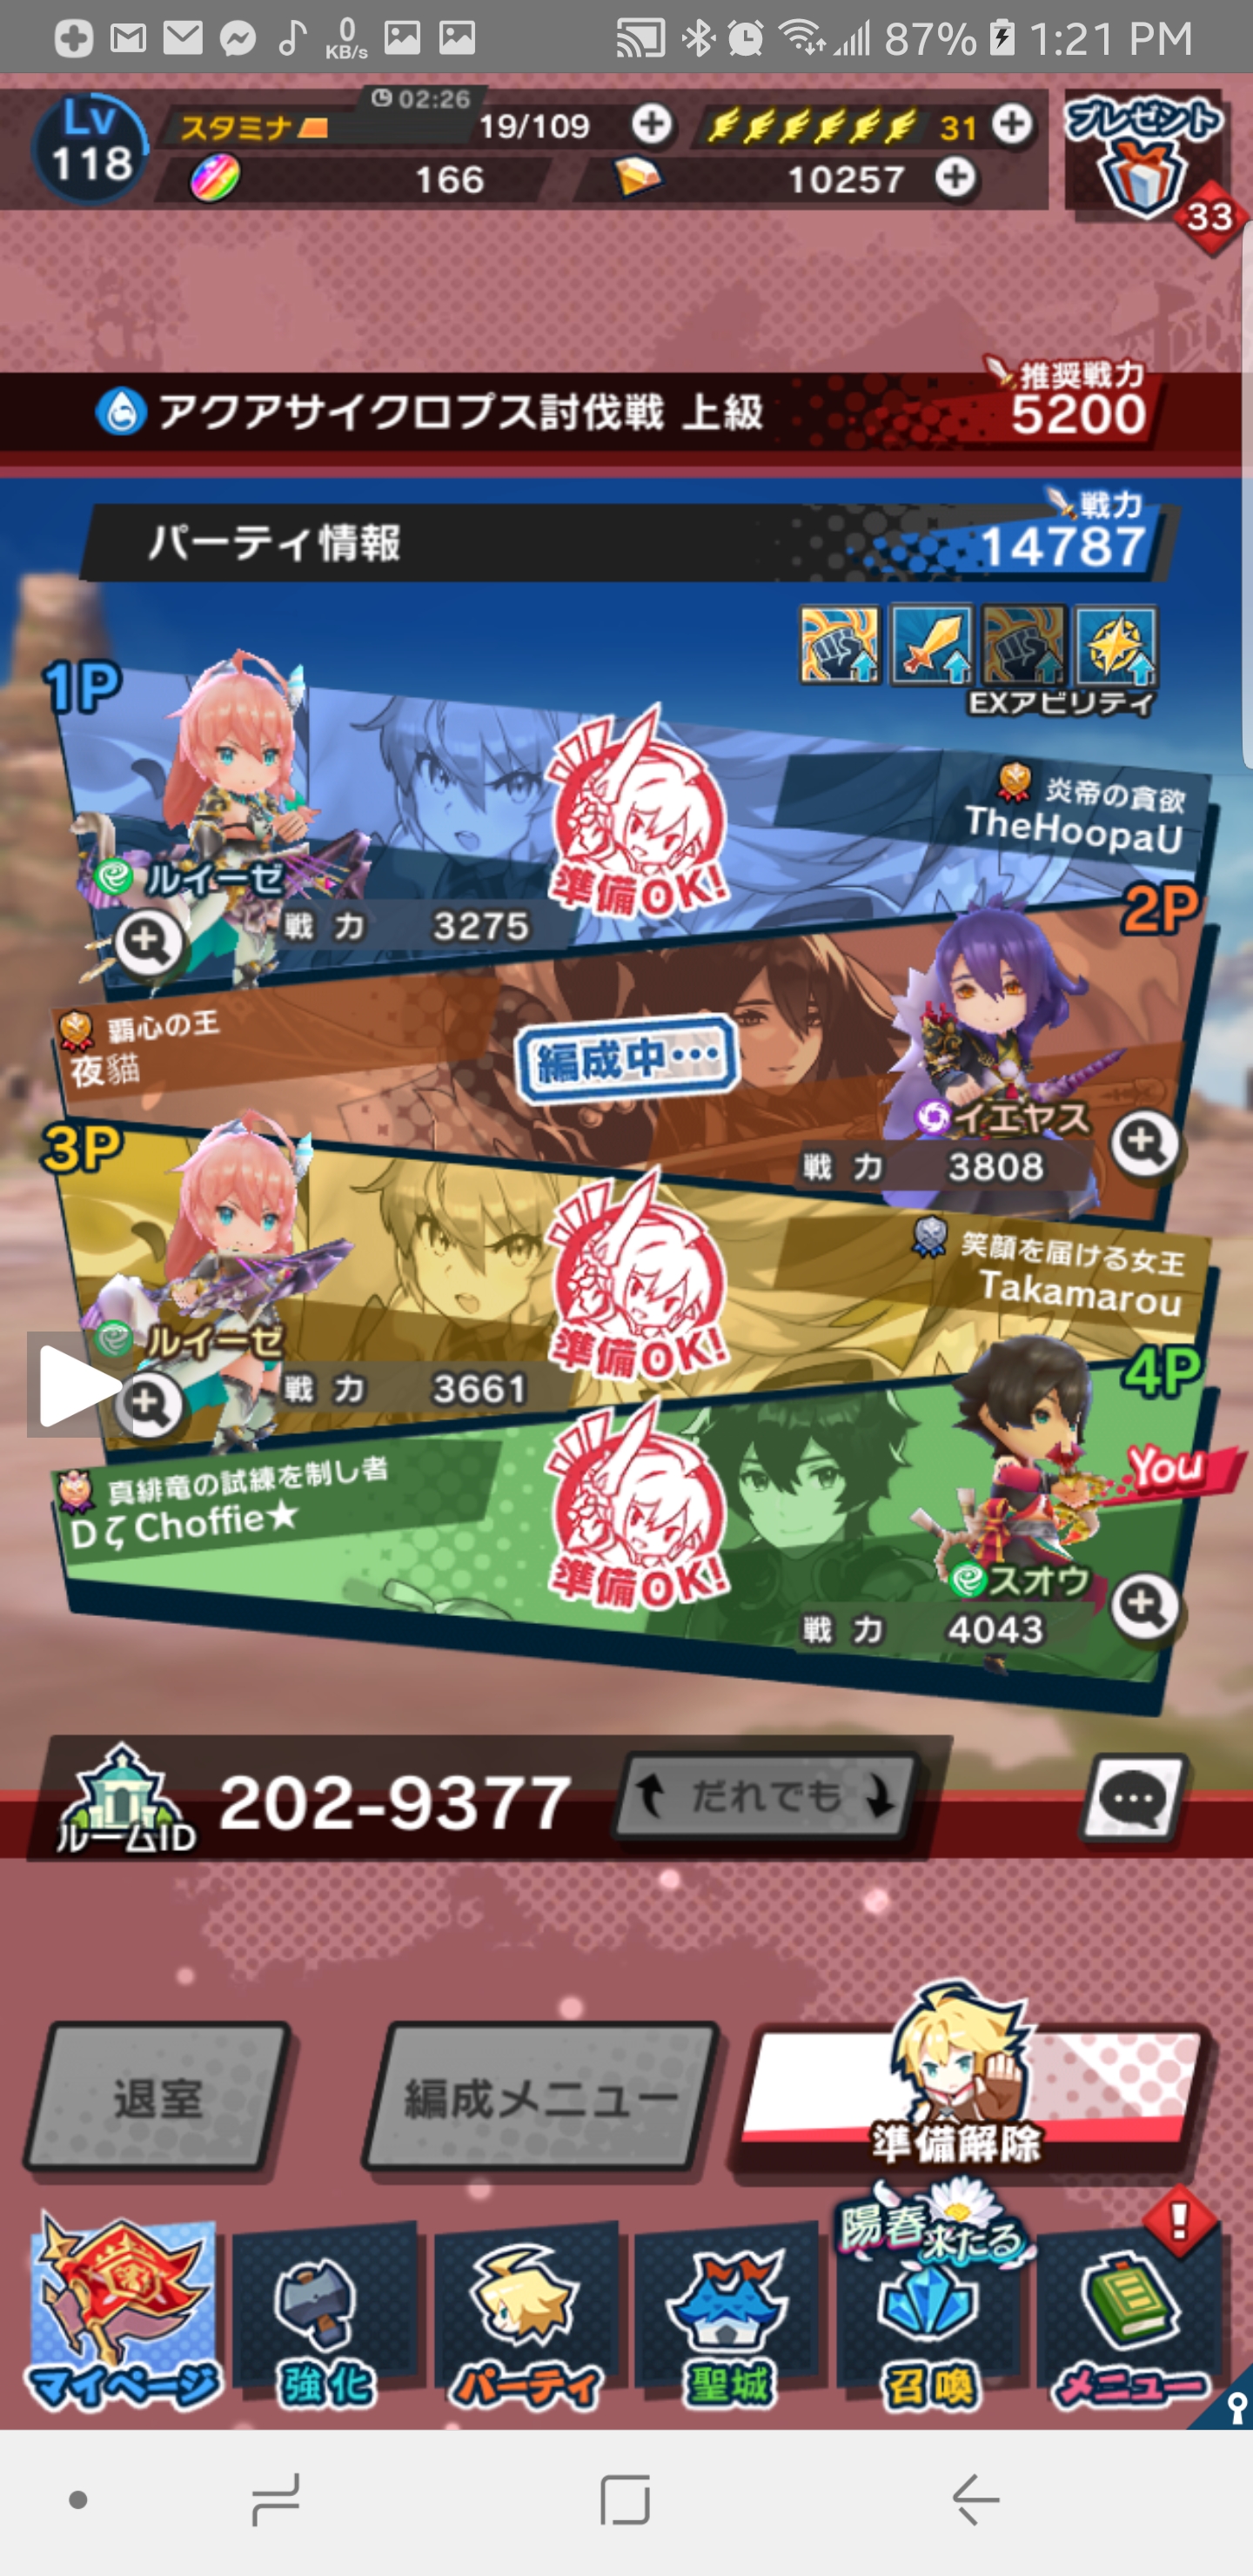 0
KB/s
87%
1:21 PM
Lv
118
スタミナ
02:26
19/109
31
166
10257
プレゼント
33
アクアサイクロプス討伐戦 上級
推奨戦力
5200
パーティ情報
戦力
14787
EXアビリティ
1P
炎帝の貪欲
TheHoopaU
準備OK!
ルイーゼ
戦力 3275
2P
覇心の王
夜貓
編成中…
イエヤス
戦力 3808
3P
笑顔を届ける女王
Takamarou
準備OK!
ルイーゼ
戦力 3661
4P
You
真緋竜の試練を制し者
DζChoffie★
準備OK!
スオウ
戦力 4043
ルームID
202-9377
だれでも
退室
編成メニュー
準備解除
陽春来たる
!
マイページ
強化
パーティ
聖城
召喚
メニュー